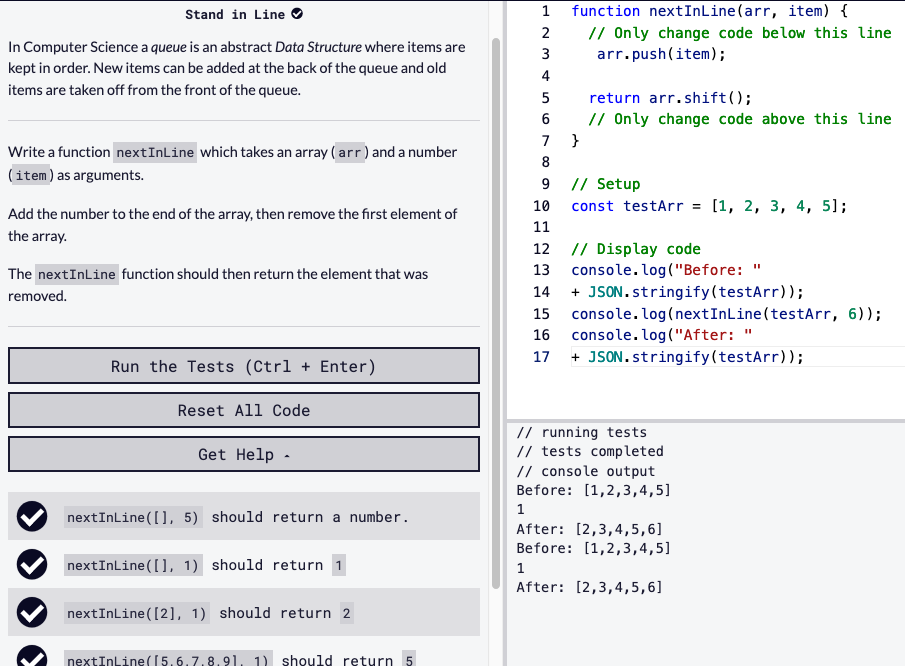 Stand in Line
In Computer Science a queue is an abstract Data Structure where items are
kept in order. New items can be added at the back of the queue and old
items are taken off from the front of the queue.
Write a function nextInLine which takes an array (arr) and a number
(item) as arguments.
Add the number to the end of the array, then remove the first element of
the array.
The nextInLine function should then return the element that was
removed.
Run the Tests (Ctrl + Enter)
Reset All Code
Get Help
nextInLine([], 5) should return a number.
nextInLine([], 1) should return 1
nextInLine([2], 1) should return 2
nextInLine([5,6,7,8,9], 1) should return 5
1 function nextInLine(arr, item) {
2 // Only change code below this line
3 arr.push(item);
4
5 return arr.shift();
6 // Only change code above this line
7 }
8
9 // Setup
10 const testArr = [1, 2, 3, 4, 5];
11
12 // Display code
13 console.log("Before: "
14 + JSON.stringify(testArr));
15 console.log(nextInLine(testArr, 6));
16 console.log("After: "
17 + JSON.stringify(testArr));
// running tests
// tests completed
// console output
Before: [1,2,3,4,5]
1
After: [2,3,4,5,6]
Before: [1,2,3,4,5]
1
After: [2,3,4,5,6]